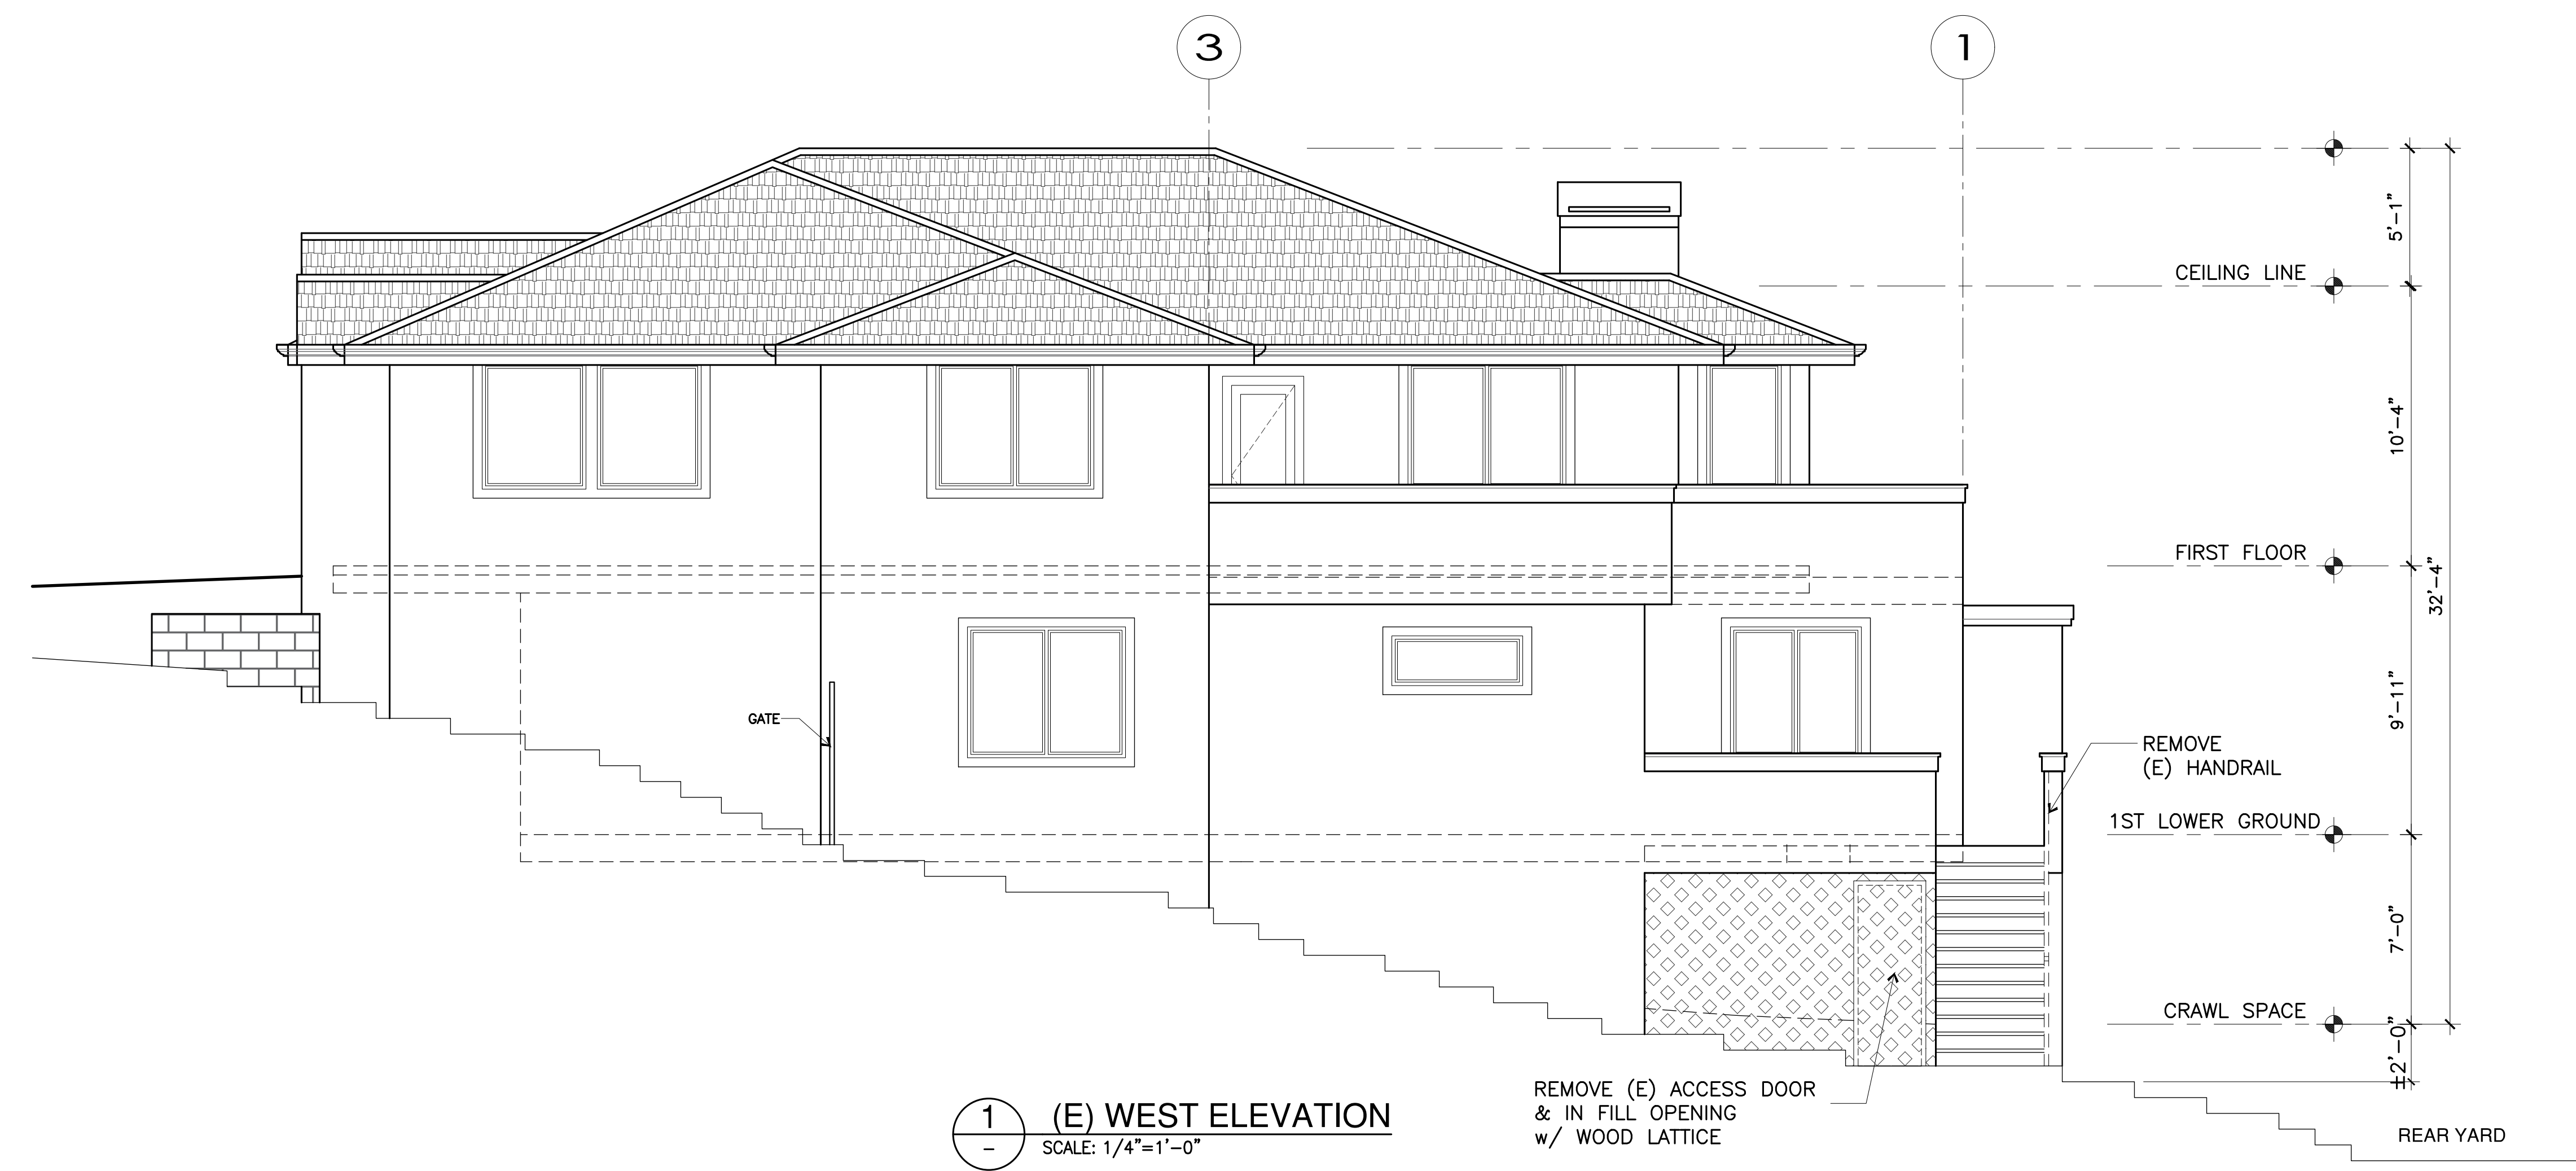 3
1
5'-1"
CEILING LINE
10'-4"
FIRST FLOOR
32'-4"
9'-11"
GATE
REMOVE
(E) HANDRAIL
1ST LOWER GROUND
7'-0"
CRAWL SPACE
±2'-0"
REMOVE (E) ACCESS DOOR
& IN FILL OPENING
w/ WOOD LATTICE
1
-
(E) WEST ELEVATION
SCALE: 1/4"=1'-0"
REAR YARD